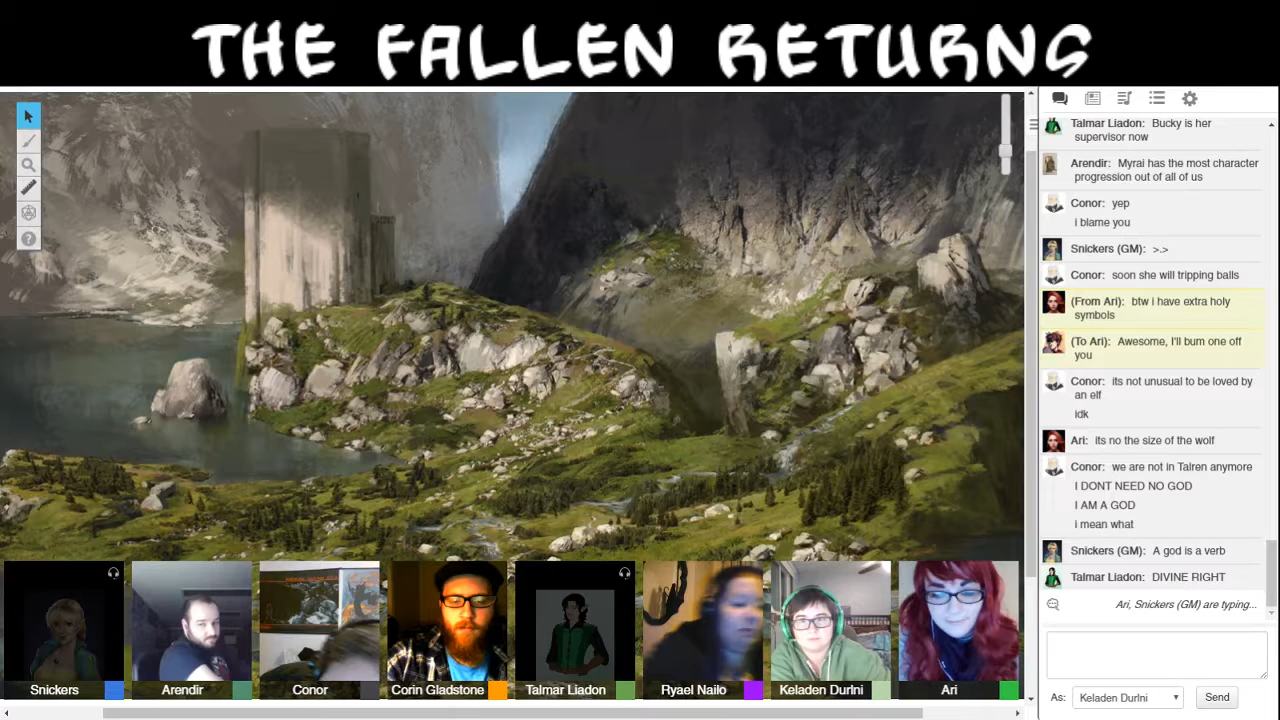 THE FALLEN RETURNS
Talmar Liadon: Bucky is her
supervisor now
Arendir: Myrai has the most character
progression out of all of us
Conor: yep
i blame you
Snickers (GM): >.>
Conor: soon she will tripping balls
(From Ari): btw i have extra holy
symbols
(To Ari): Awesome, I'll bum one off
you
Conor: its not unusual to be loved by
an elf
idk
Ari: its no the size of the wolf
Conor: we are not in Talren anymore
I DONT NEED NO GOD
I AM A GOD
i mean what
Snickers (GM): A god is a verb
Talmar Liadon: DIVINE RIGHT
Ari, Snickers (GM) are typing...
As: Keladen Durlni Send
Snickers
Arendir
Conor
Corin Gladstone
Talmar Liadon
Ryael Nailo
Keladen Durlni
Ari